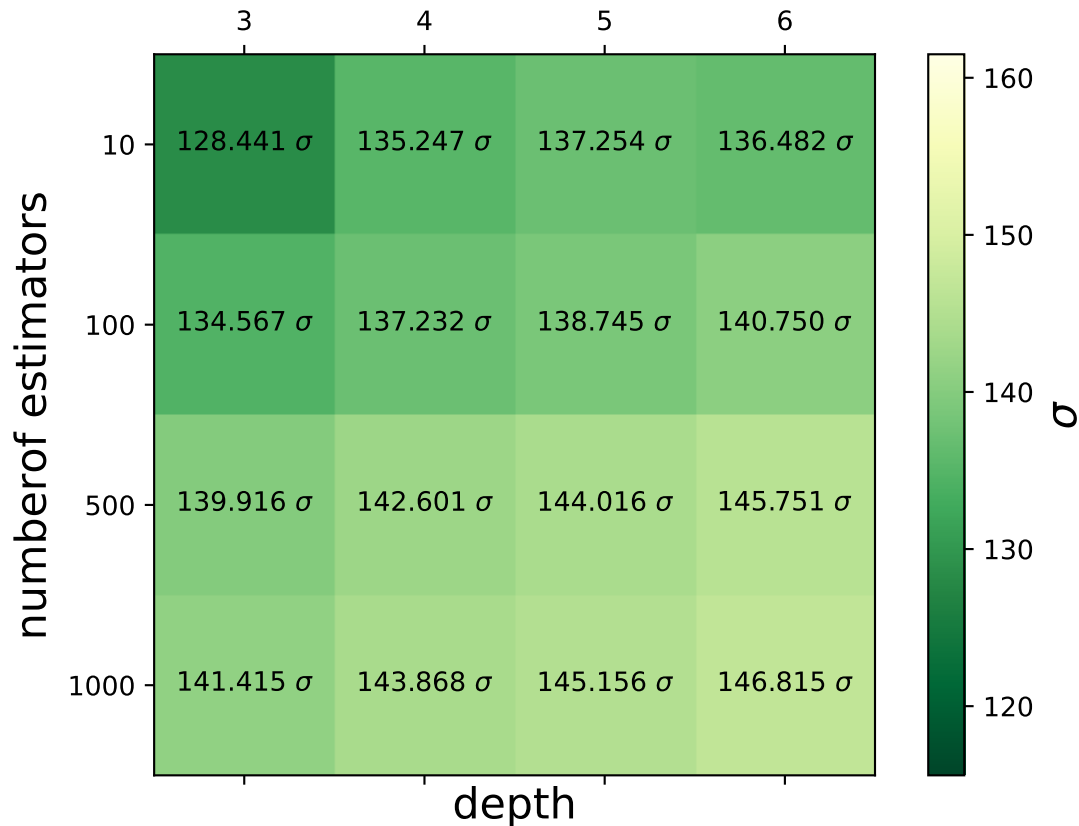 3 4 5 6
10 128.441 σ 135.247 σ 137.254 σ 136.482 σ
100 134.567 σ 137.232 σ 138.745 σ 140.750 σ
500 139.916 σ 142.601 σ 144.016 σ 145.751 σ
1000 141.415 σ 143.868 σ 145.156 σ 146.815 σ
numberof estimators
depth
160
150
140
130
120
σ